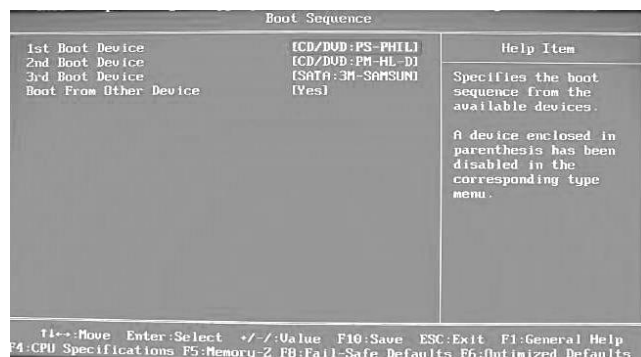 Boot Sequence
1st Boot Device [CD/DVD:PS-PHIL]
2nd Boot Device [CD/DVD:PM-HL-D]
3rd Boot Device [SATA:3M-SAMSUN]
Boot From Other Device [Yes]
Help Item
Specifies the boot
sequence from the
available devices.
A device enclosed in
parenthesis has been
disabled in the
corresponding type
menu.
↑↓←→:Move Enter:Select +/-/:Value F10:Save ESC:Exit F1:General Help
F4:CPU Specifications F5:Memory-Z F8:Fail-Safe Defaults F6:Optimized Defaults